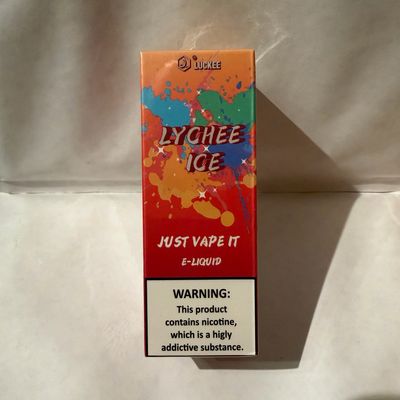 LUCKEE
LYCHEE
ICE
JUST VAPE IT
E-LIQUID
WARNING:
This product
contains nicotine,
which is a higly
addictive substance.